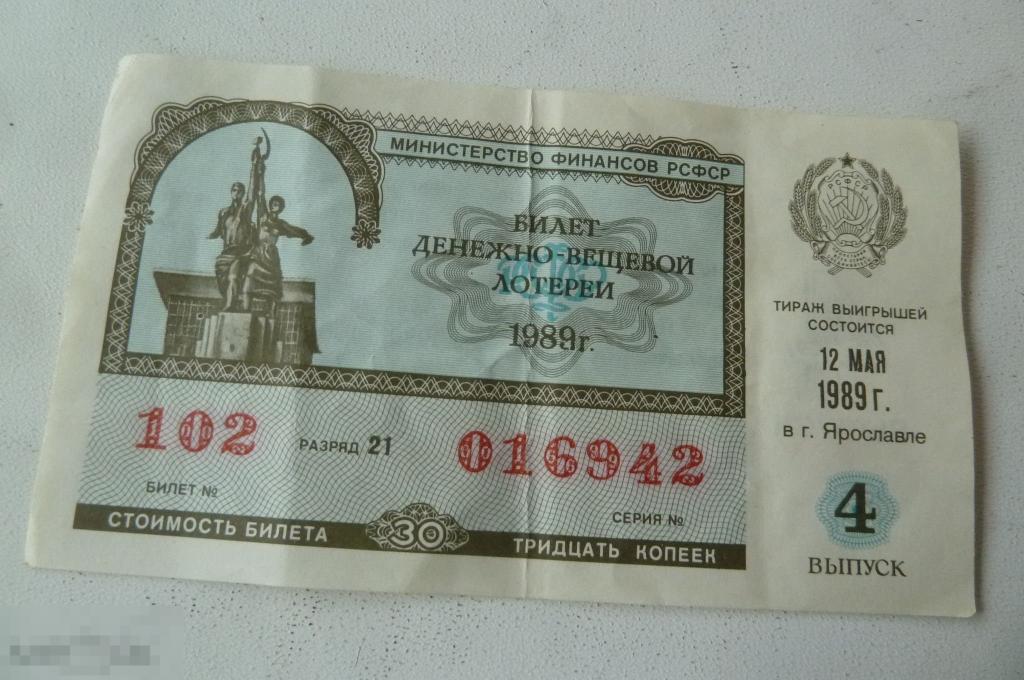 МИНИСТЕРСТВО ФИНАНСОВ РСФСР
БИЛЕТ
ДЕНЕЖНО-ВЕЩЕВОЙ
ЛОТЕРЕИ
1989г.
102
РАЗРЯД 21
016942
БИЛЕТ №
СЕРИЯ №
СТОИМОСТЬ БИЛЕТА
30
ТРИДЦАТЬ КОПЕЕК
РСФСР
ТИРАЖ ВЫИГРЫШЕЙ
СОСТОИТСЯ
12 МАЯ
1989 г.
в г. Ярославле
4
ВЫПУСК